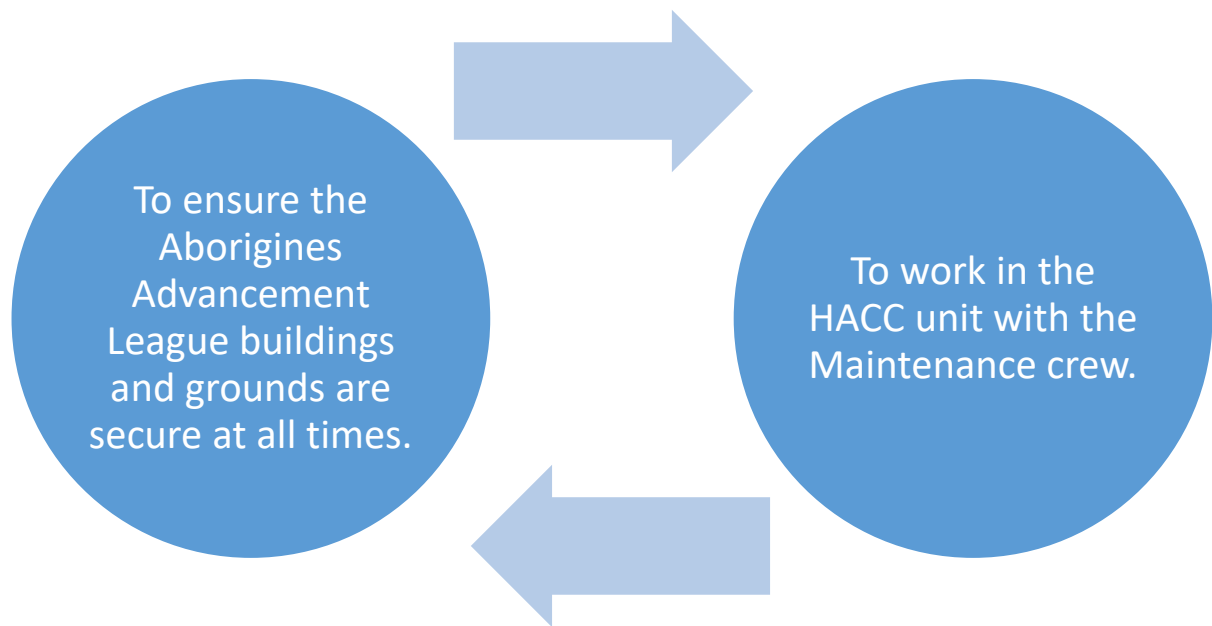 To ensure the
Aborigines
Advancement
League buildings
and grounds are
secure at all times.
To work in the
HACC unit with the
Maintenance crew.